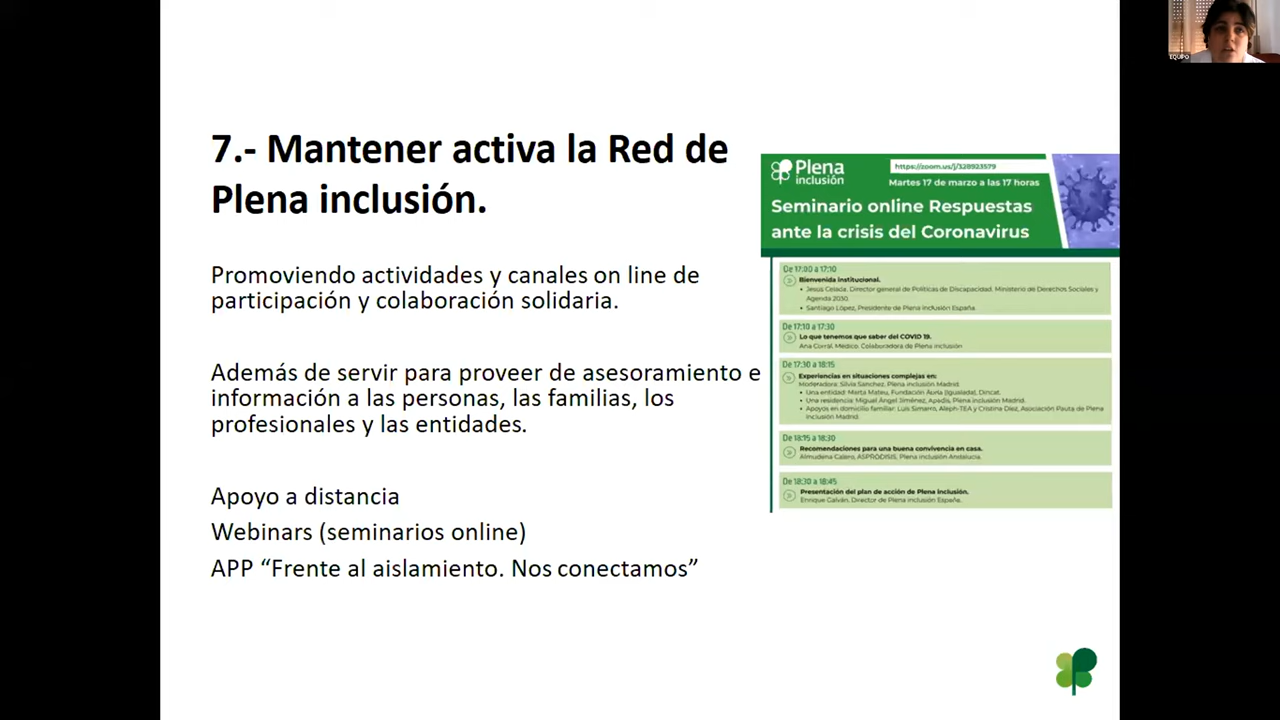 7.- Mantener activa la Red de
Plena inclusión.
Promoviendo actividades y canales on line de
participación y colaboración solidaria.
Además de servir para proveer de asesoramiento e
información a las personas, las familias, los
profesionales y las entidades.
Apoyo a distancia
Webinars (seminarios online)
APP “Frente al aislamiento. Nos conectamos”
Plena
inclusión
https://zoom.us/j/328923579
Martes 17 de marzo a las 17 horas
Seminario online Respuestas
ante la crisis del Coronavirus
De 17:00 a 17:10
Bienvenida institucional.
• Jesús Celada. Director general de Políticas de Discapacidad. Ministerio de Derechos Sociales y
Agenda 2030.
• Santiago López, Presidente de Plena inclusión España.
De 17:10 a 17:30
Lo que tenemos que saber del COVID 19.
Ana Corral. Médico. Colaboradora de Plena inclusión
De 17:30 a 18:15
Experiencias en situaciones complejas en:
Moderadora: Silvia Sánchez, Plena inclusión Madrid.
• Una entidad: Marta Mateu, Fundación Áuria (Igualada), Dincat.
• Una residencia: Miguel Ángel Jiménez, Apadis, Plena inclusión Madrid.
• Apoyos en domicilio familiar: Luis Simarro, Aleph-TEA y Cristina Díez, Asociación Pauta de Plena
inclusión Madrid.
De 18:15 a 18:30
Recomendaciones para una buena convivencia en casa.
Almudena Calero, ASPRODISIS, Plena inclusión Andalucía.
De 18:30 a 18:45
Presentación del plan de acción de Plena inclusión.
Enrique Galván, Director de Plena inclusión España.
EQUIPO